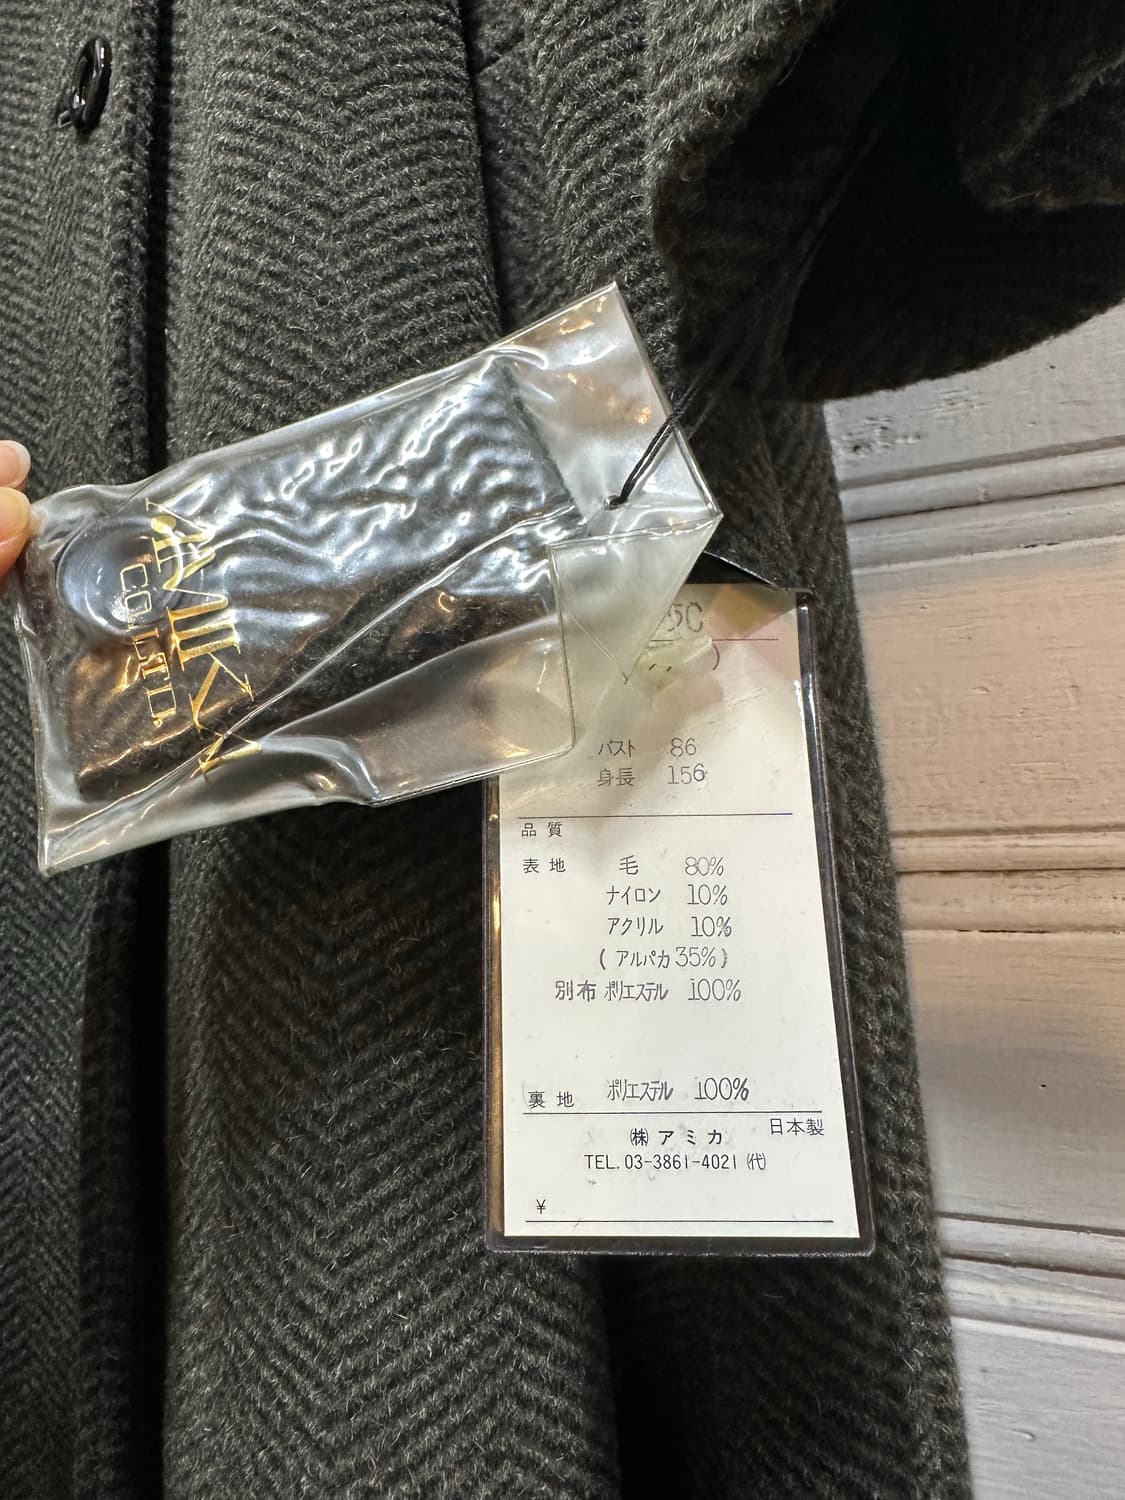 AMIKA
CO.,LTD.
バスト 86
身長 156
品質
表地 毛 80%
ナイロン 10%
アクリル 10%
(アルパカ35%)
別布 ポリエステル 100%
裏地 ポリエステル 100%
日本製
㈱アミカ
TEL.03-3861-4021㈹
¥